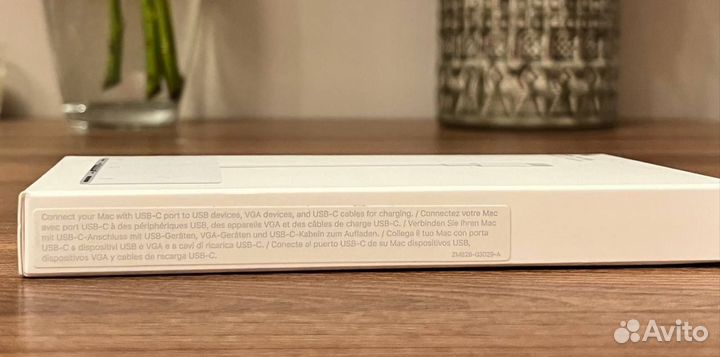 Connect your Mac with USB-C port to USB devices, VGA devices, and USB-C cables for charging. / Connectez votre Mac
avec port USB-C à des périphériques USB, des appareils VGA et des câbles de charge USB-C. / Verbinden Sie Ihren Mac
mit USB-C-Anschluss mit USB-Geräten, VGA-Geräten und USB-C-Kabeln zum Aufladen. / Collega il tuo Mac con porta
USB-C a dispositivi USB e VGA e a cavi di ricarica USB-C. / Conecte al puerto USB-C de su Mac dispositivos USB,
dispositivos VGA y cables de recarga USB-C.
Avito